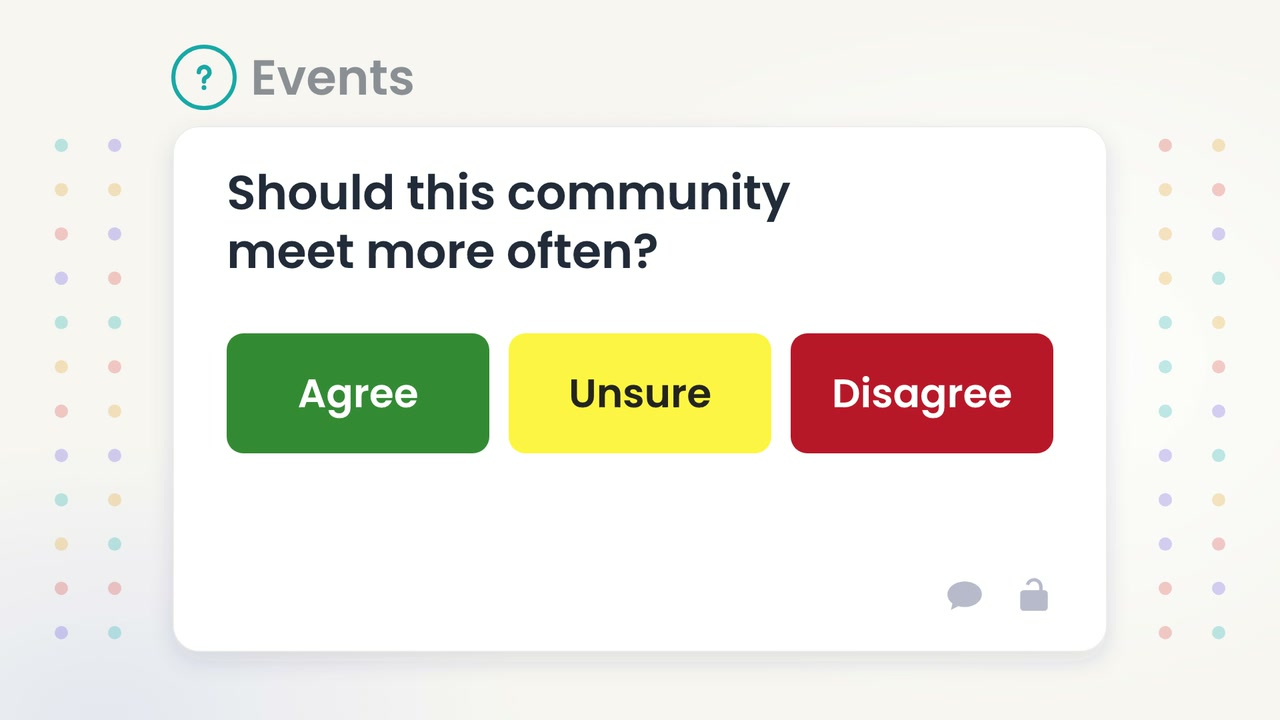 ? Events
Should this community
meet more often?
Agree
Unsure
Disagree